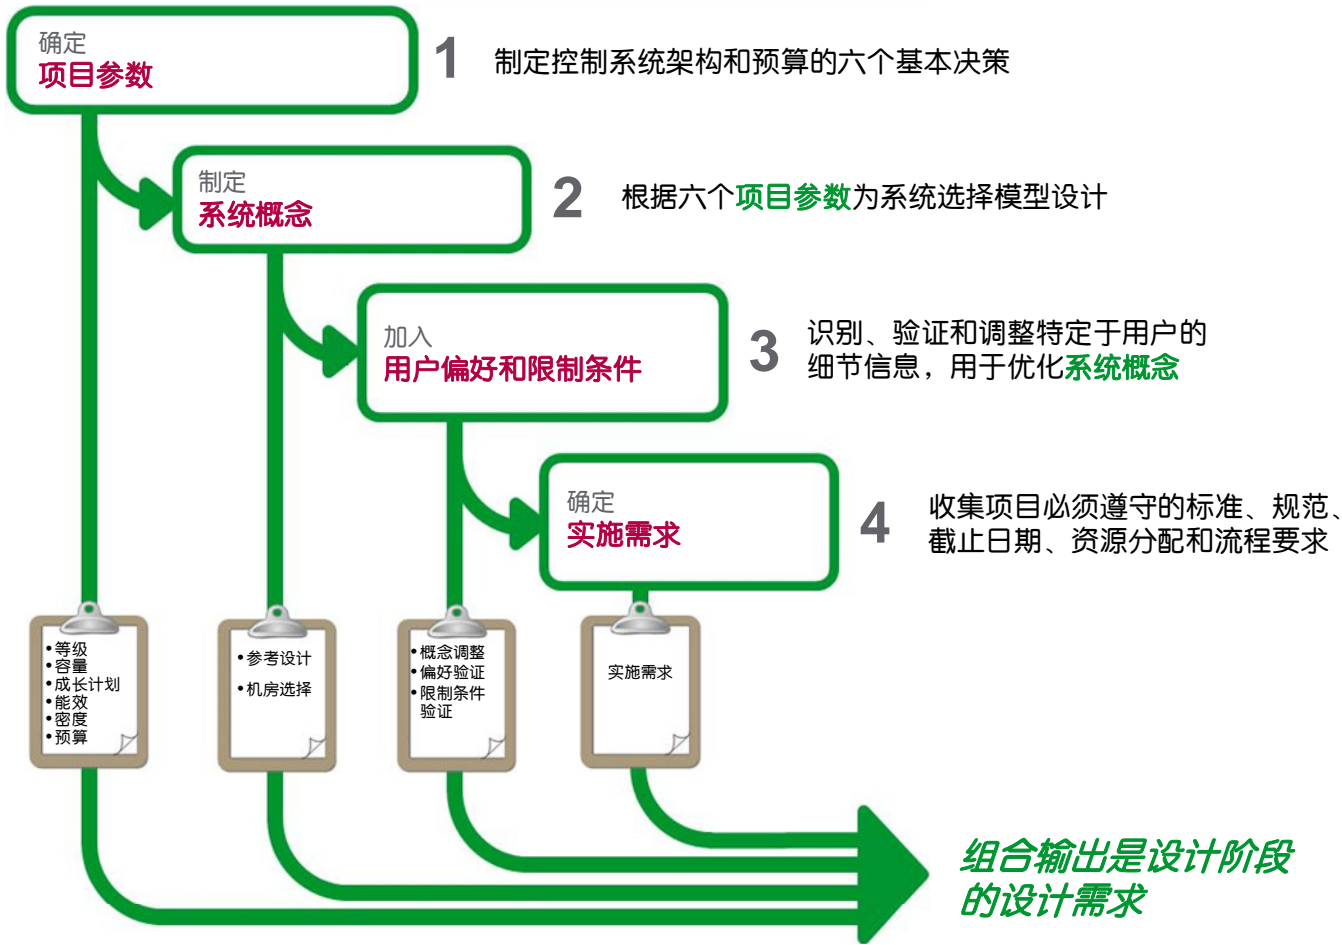 确定
项目参数
1
制定控制系统架构和预算的六个基本决策
制定
系统概念
2
根据六个项目参数为系统选择模型设计
加入
用户偏好和限制条件
3
识别、验证和调整特定于用户的
细节信息，用于优化系统概念
确定
实施需求
4
收集项目必须遵守的标准、规范、
截止日期、资源分配和流程要求
•等级
•容量
•成长计划
•能效
•密度
•预算
•参考设计
•机房选择
•概念调整
•偏好验证
•限制条件
验证
实施需求
组合输出是设计阶段
的设计需求